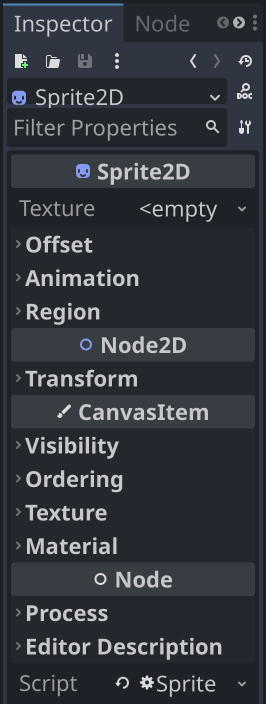 Inspector Node
Sprite2D
DOC
Filter Properties
Sprite2D
Texture <empty
Offset
Animation
Region
Node2D
Transform
CanvasItem
Visibility
Ordering
Texture
Material
Node
Process
Editor Description
Script Sprite